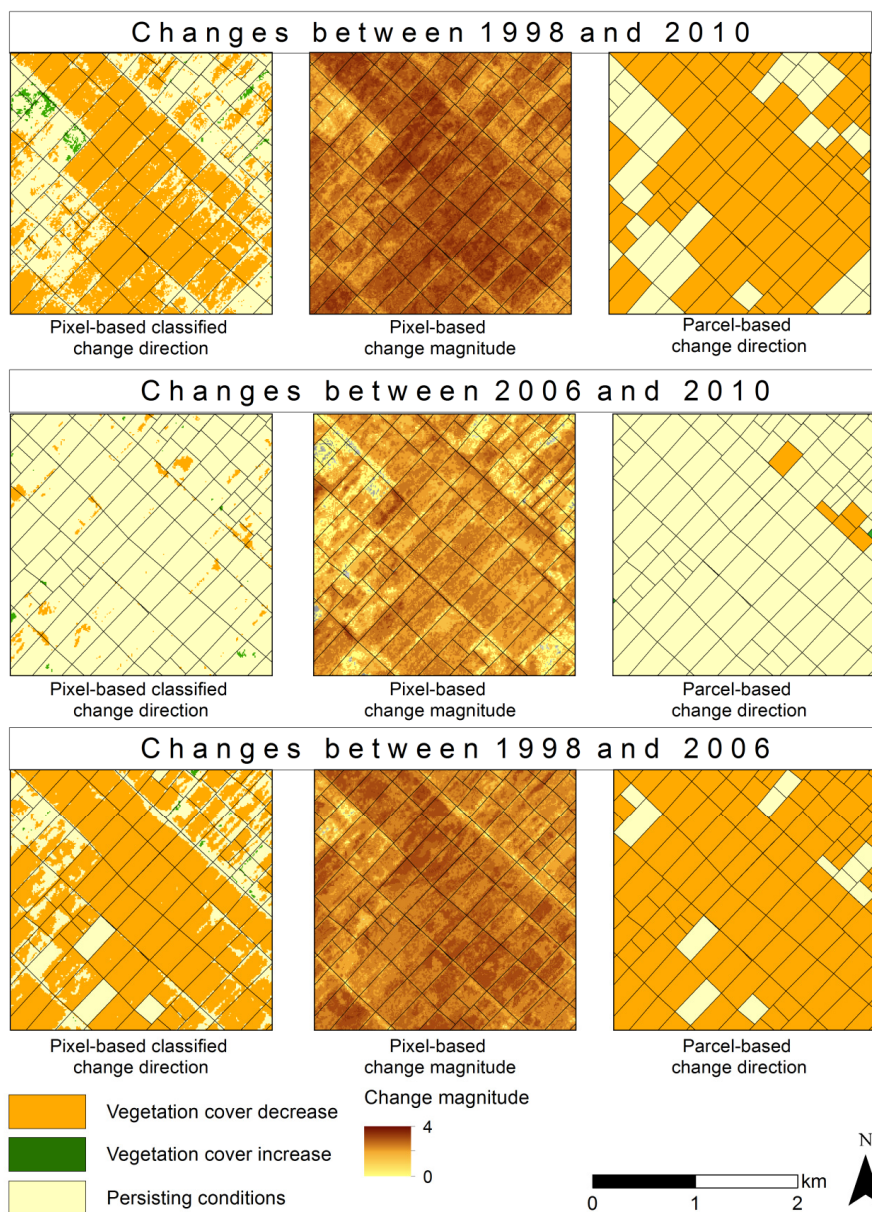 Changes between 1998 and 2010
Pixel-based classified
change direction
Pixel-based
change magnitude
Parcel-based
change direction
Changes between 2006 and 2010
Pixel-based classified
change direction
Pixel-based
change magnitude
Parcel-based
change direction
Changes between 1998 and 2006
Pixel-based classified
change direction
Pixel-based
change magnitude
Parcel-based
change direction
Vegetation cover decrease
Vegetation cover increase
Persisting conditions
Change magnitude
4
0
km
0 1 2
N